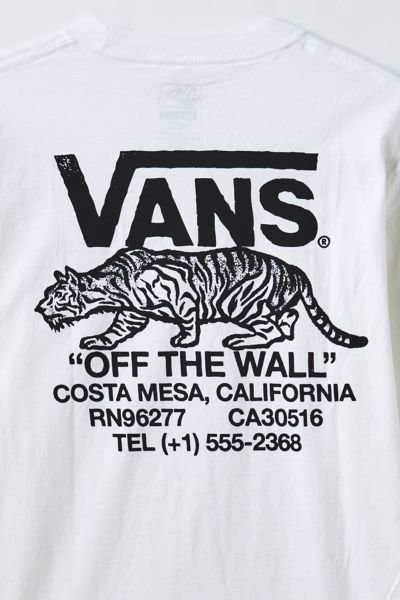 VANS®
"OFF THE WALL"
COSTA MESA, CALIFORNIA
RN96277 CA30516
TEL (+1) 555-2368